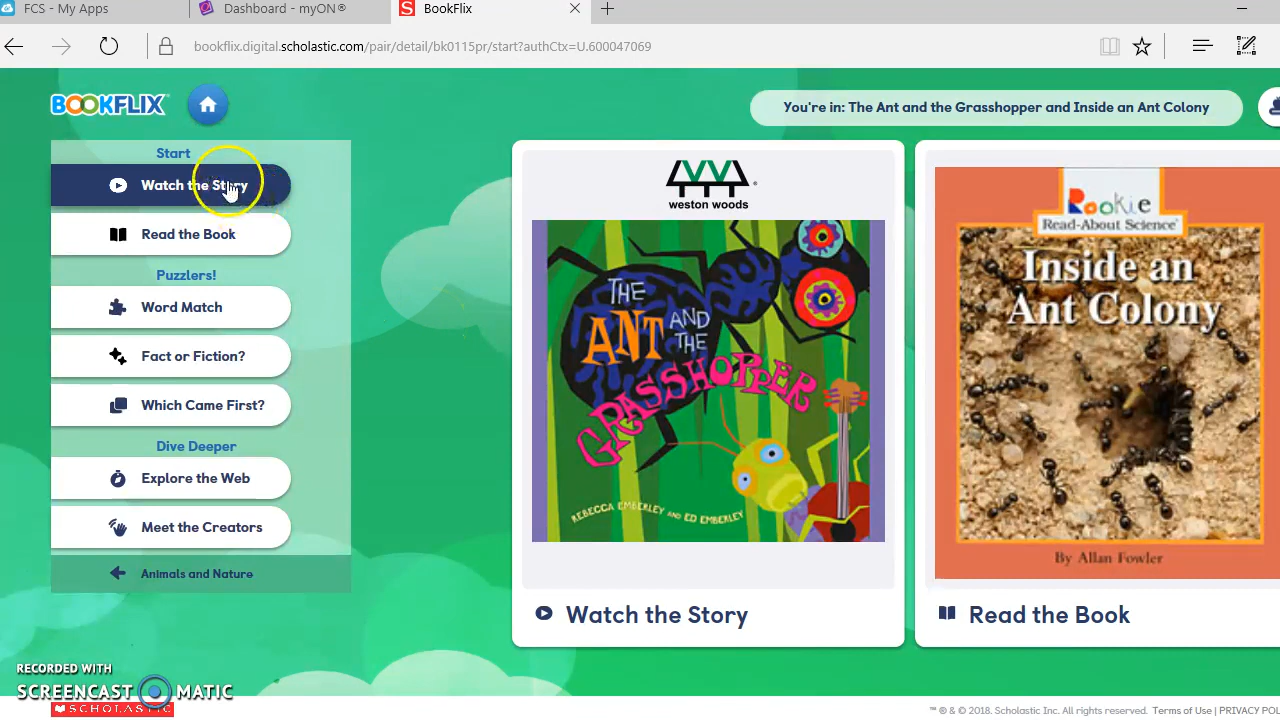 FCS - My Apps
Dashboard - myON®
BookFlix
bookflix.digital.scholastic.com/pair/detail/bk0115pr/start?authCtx=U.600047069
BOOKFLIX
You're in: The Ant and the Grasshopper and Inside an Ant Colony
Start
Watch the Story
Read the Book
Puzzlers!
Word Match
Fact or Fiction?
Which Came First?
Dive Deeper
Explore the Web
Meet the Creators
Animals and Nature
weston woods
THE
ANT AND
THE
GRASSHOPPER
REBECCA EMBERLEY AND ED EMBERLEY
Watch the Story
Rookie
Read-About Science®
Inside an
Ant Colony
By Allan Fowler
Read the Book
RECORDED WITH
SCREENCAST MATIC
SCHOLASTIC
™ ® & © 2018. Scholastic Inc. All rights reserved. Terms of Use | PRIVACY POL